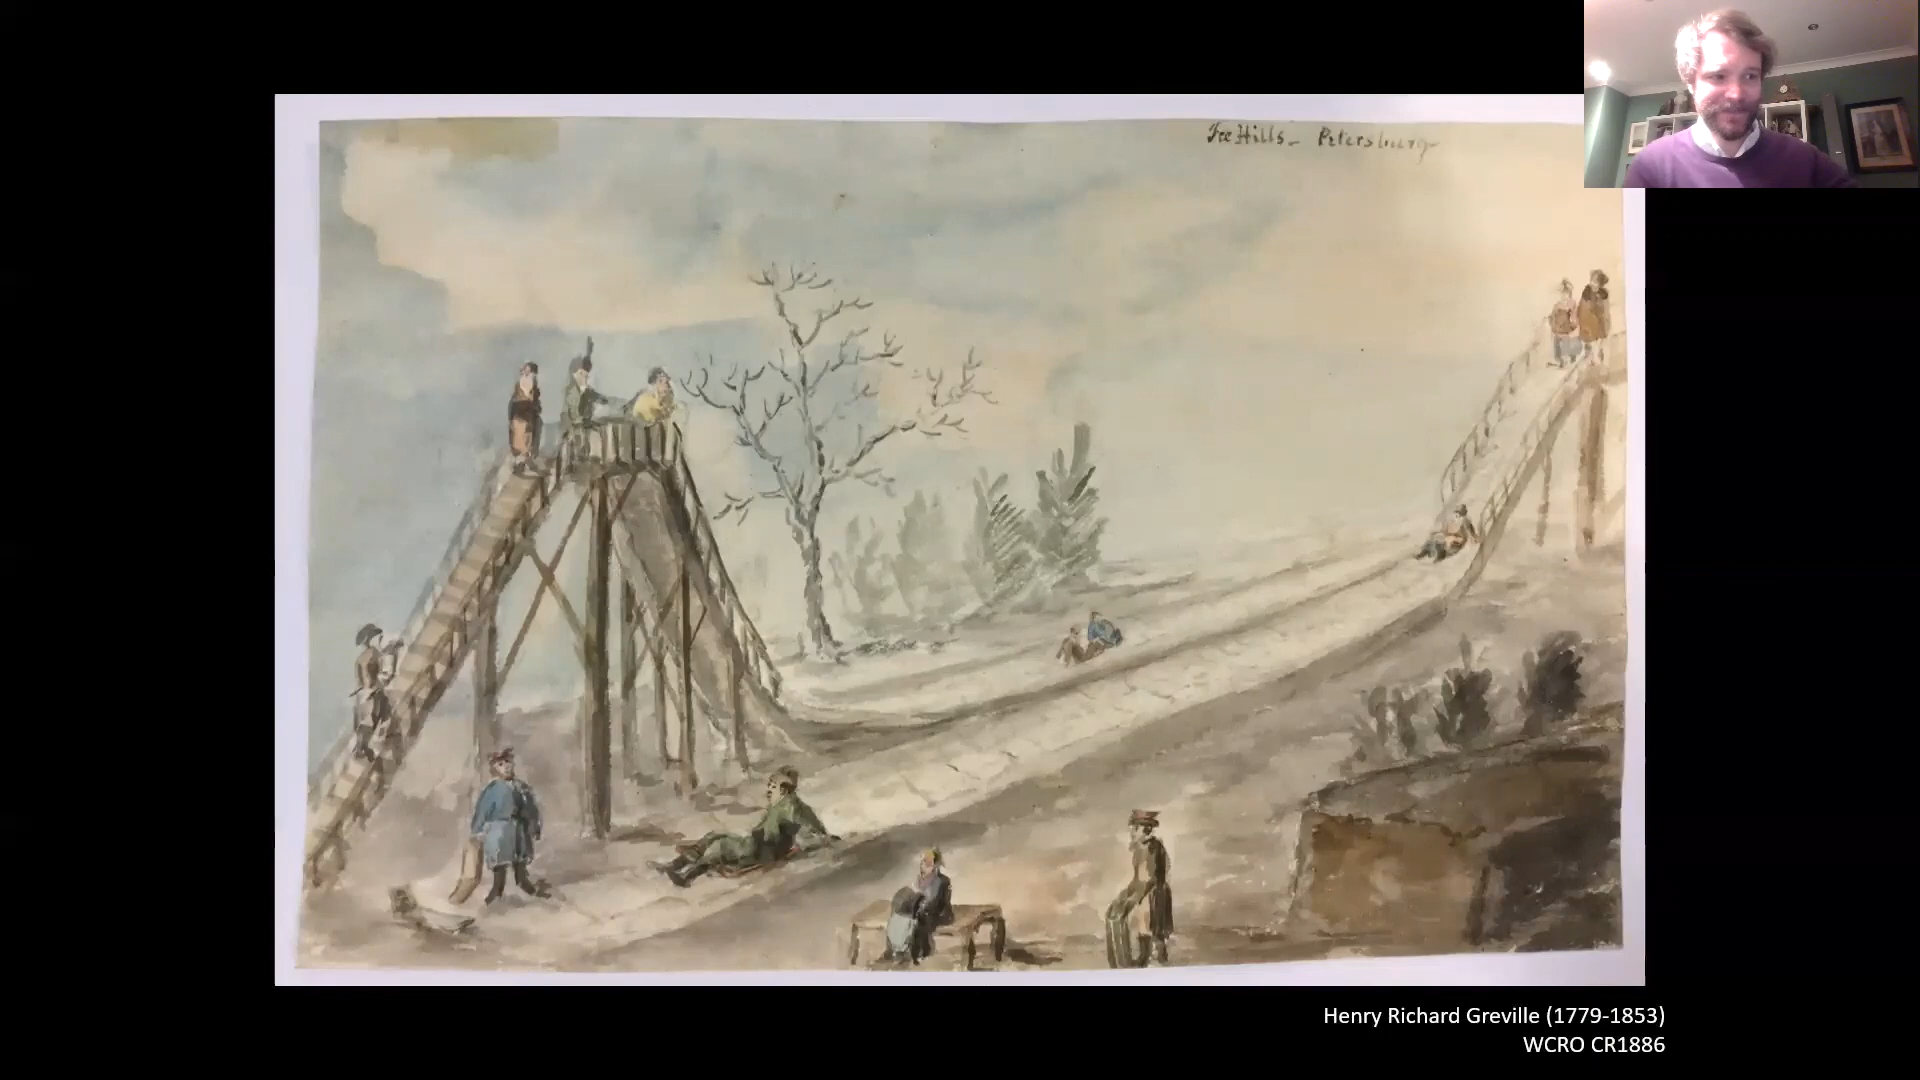 Ice Hills - Petersburg
Henry Richard Greville (1779-1853)
WCRO CR1886